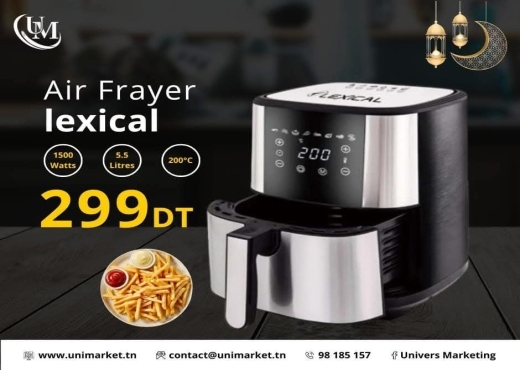 UM
Air Frayer
lexical
1500
Watts
5.5
Litres
200°C
299DT
LEXICAL
200
www.unimarket.tn
contact@unimarket.tn
98 185 157
Univers Marketing